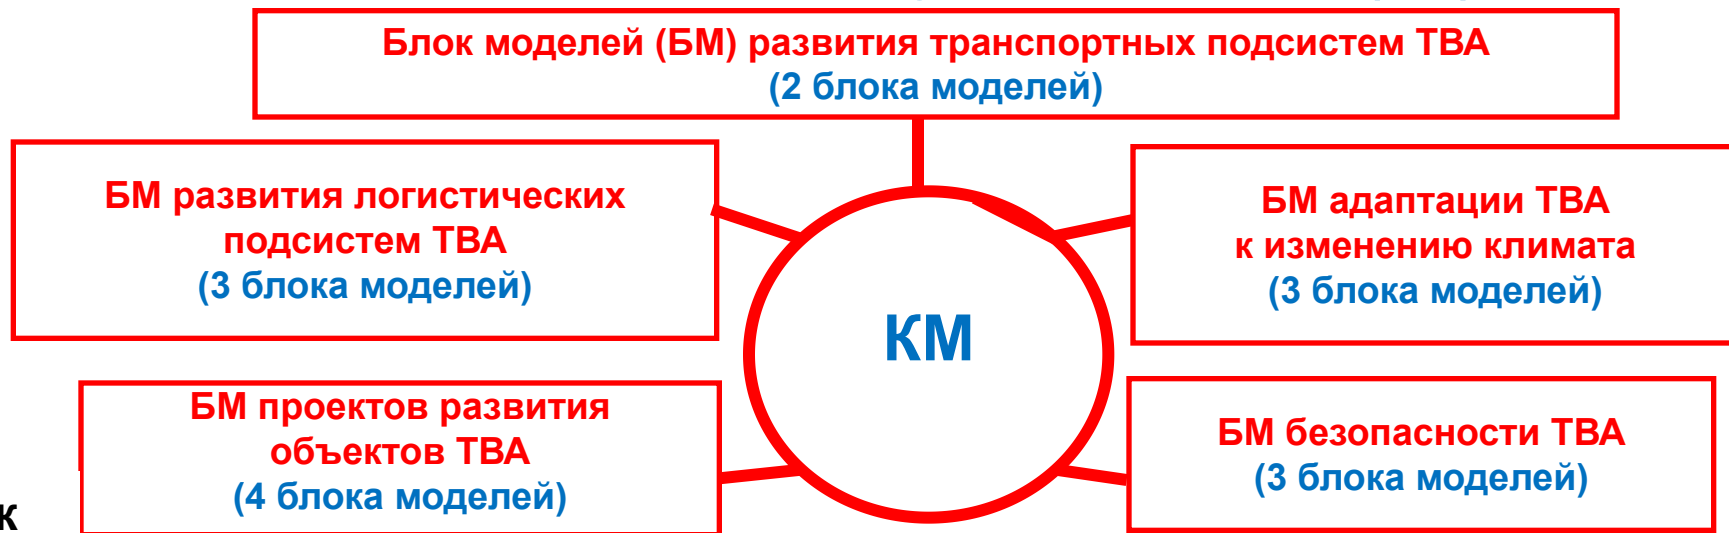 Блок моделей (БМ) развития транспортных подсистем ТВА
(2 блока моделей)
БМ развития логистических
подсистем ТВА
(3 блока моделей)
БМ адаптации ТВА
к изменению климата
(3 блока моделей)
КМ
БМ проектов развития
объектов ТВА
(4 блока моделей)
БМ безопасности ТВА
(3 блока моделей)
к